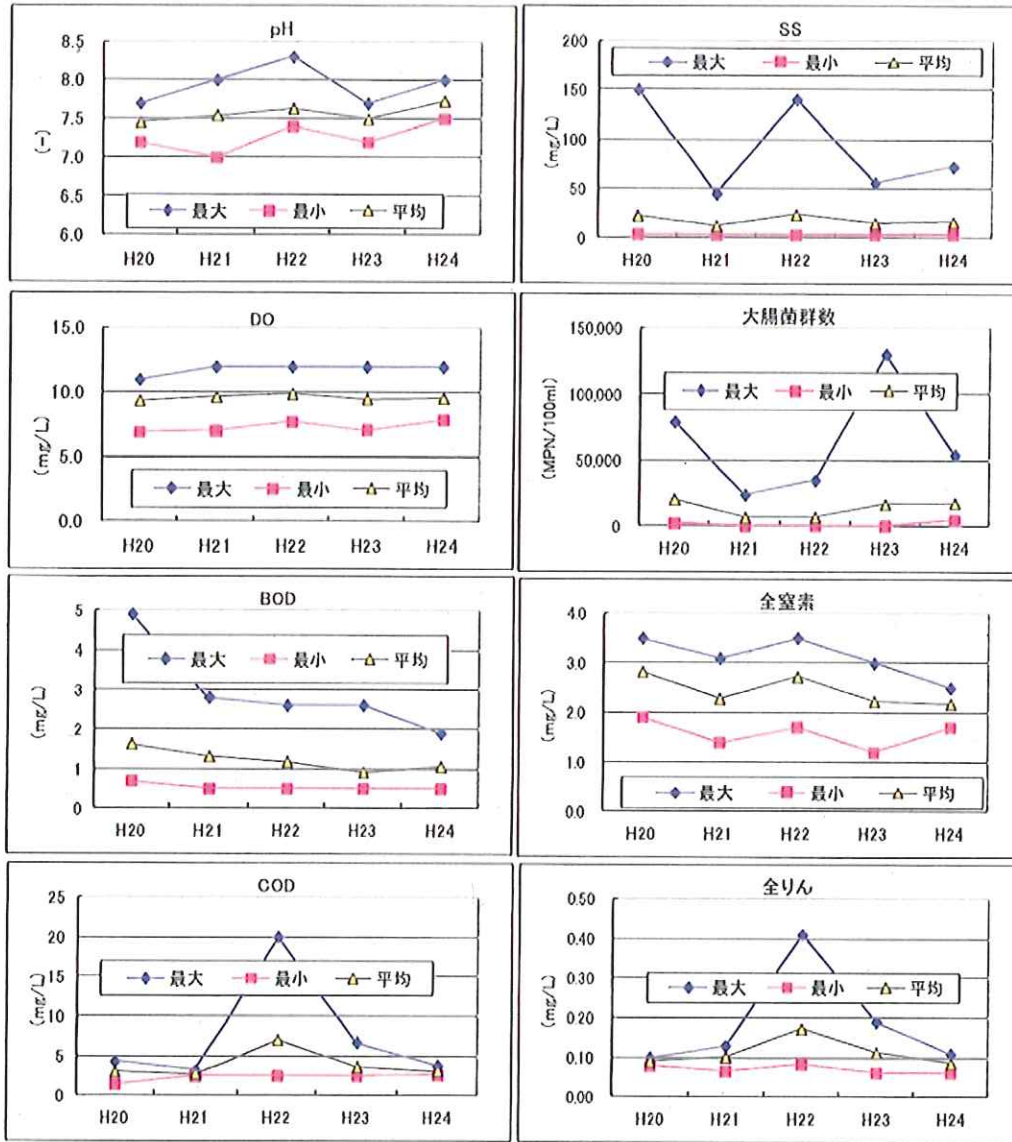 pH
8.5
8.0
7.5
7.0
6.5
6.0
(-)
最大 最小 平均
H20 H21 H22 H23 H24
SS
200
150
100
50
0
(mg/L)
最大 最小 平均
H20 H21 H22 H23 H24
DO
15.0
10.0
5.0
0.0
(mg/L)
最大 最小 平均
H20 H21 H22 H23 H24
大腸菌群数
150,000
100,000
50,000
0
(MPN/100ml)
最大 最小 平均
H20 H21 H22 H23 H24
BOD
5
4
3
2
1
0
(mg/L)
最大 最小 平均
H20 H21 H22 H23 H24
全窒素
4.0
3.0
2.0
1.0
0.0
(mg/L)
最大 最小 平均
H20 H21 H22 H23 H24
COD
25
20
15
10
5
0
(mg/L)
最大 最小 平均
H20 H21 H22 H23 H24
全りん
0.50
0.40
0.30
0.20
0.10
0.00
(mg/L)
最大 最小 平均
H20 H21 H22 H23 H24